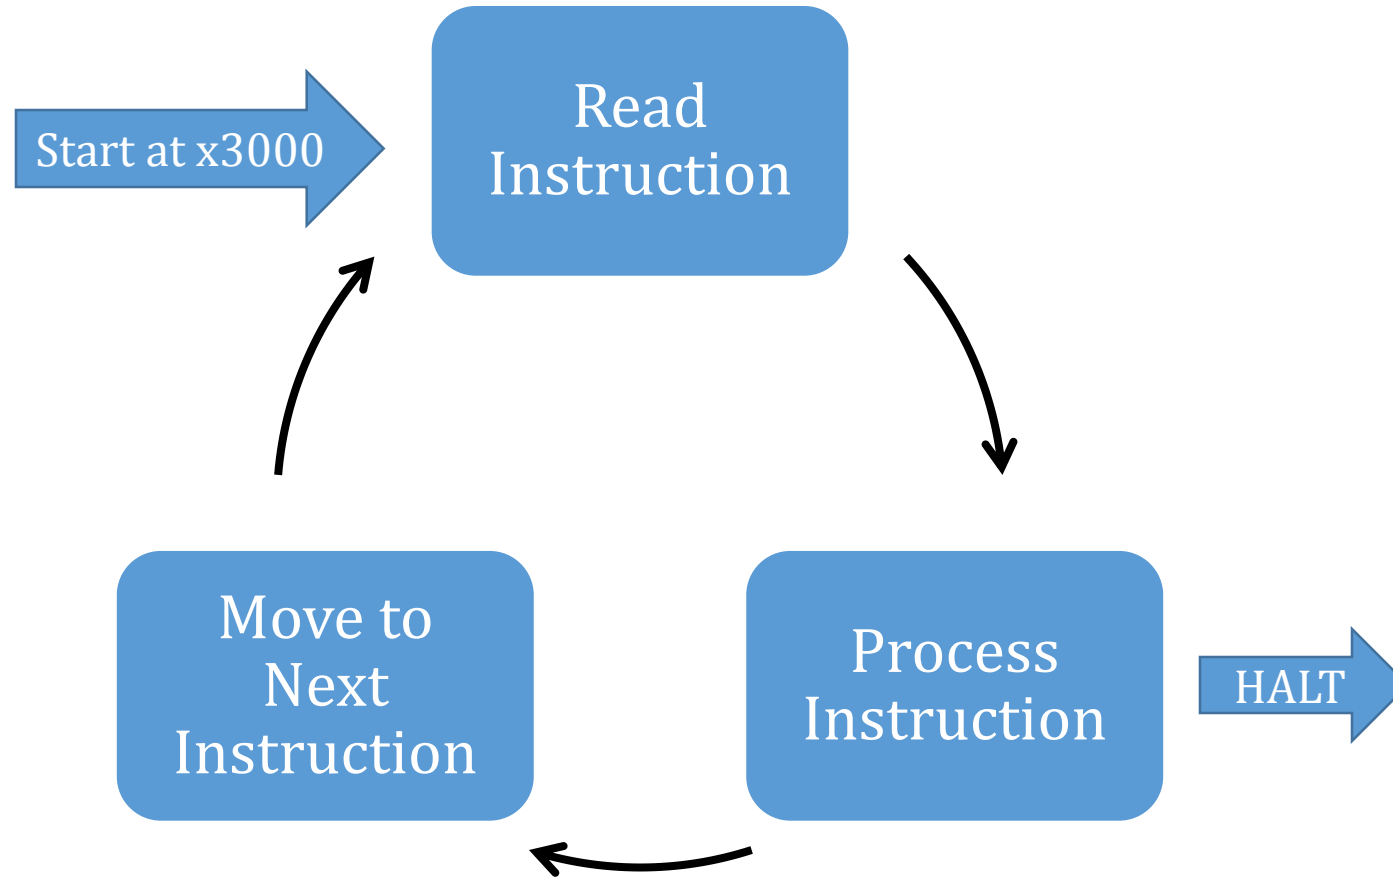 Read
Instruction
Start at x3000
Move to
Next
Instruction
Process
Instruction
HALT